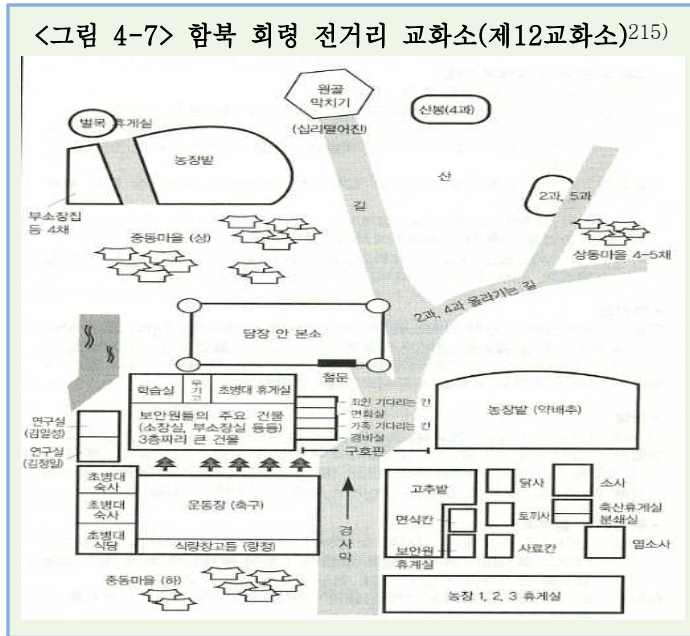 <그림 4-7> 함북 회령 전거리 교화소(제12교화소)215)
원골
막치기
(십리떨어진)
산봉(4과)
벌목 휴게실
농장밭
산
길
2과, 5과
부소장집
등 4채
중동마을 (상)
상동마을 4-5채
2과, 4과 올라가는 길
담장 안 본소
철문
학습실
무기고
초병대 휴게실
죄인 기다리는 칸
면회실
가족 기다리는 칸
경비실
보안원들의 주요 건물
(소장실, 부소장실 등등)
3층짜리 큰 건물
농장밭 (약배추)
연구실
(김일성)
연구실
(김정일)
구호판
초병대
숙사
초병대
숙사
초병대
식당
운동장 (축구)
식량창고들 (량정)
경사막
고추밭
면식칸
보안원
휴게실
닭사
토끼사
사료칸
소사
축산휴게실
분쇄실
염소사
중동마을 (하)
농장 1, 2, 3 휴게실